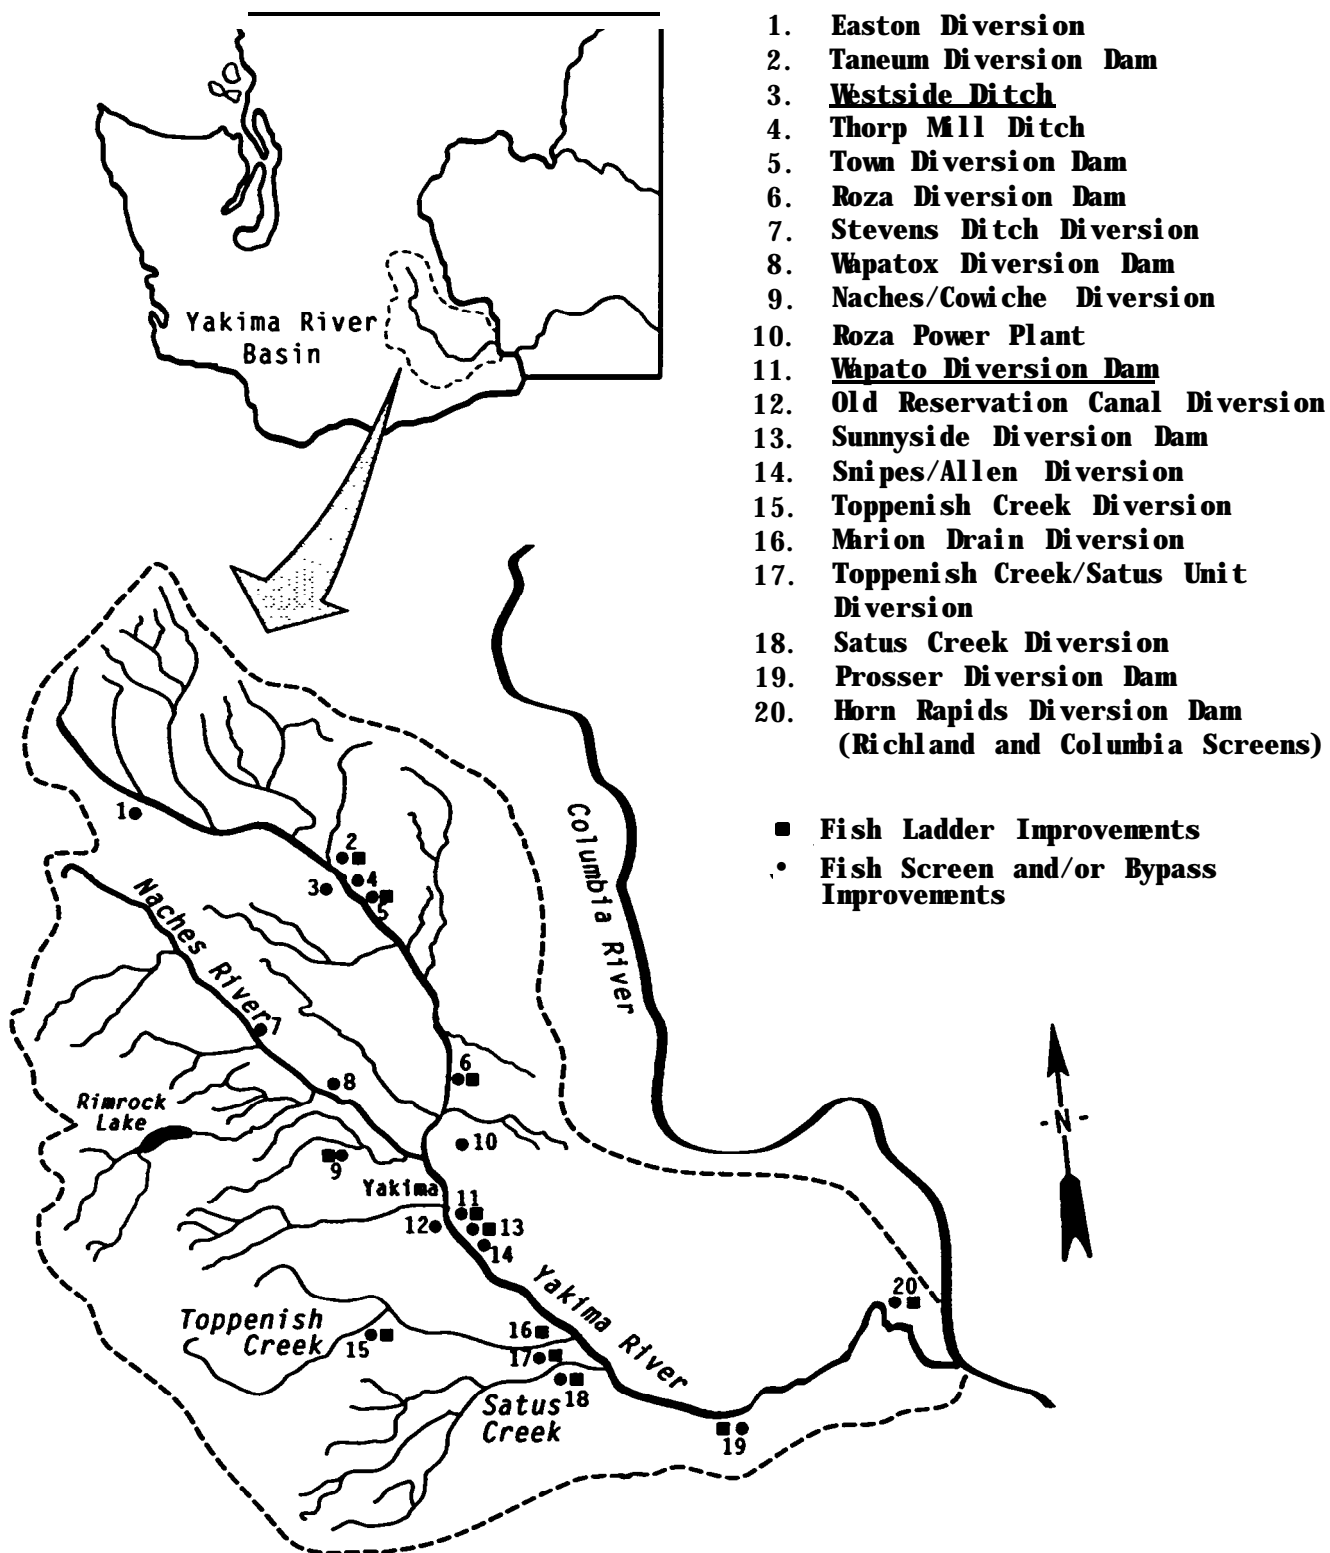 1. Easton Diversion
2. Taneum Diversion Dam
3. Westside Ditch
4. Thorp Mill Ditch
5. Town Diversion Dam
6. Roza Diversion Dam
7. Stevens Ditch Diversion
8. Wapatox Diversion Dam
9. Naches/Cowiche Diversion
10. Roza Power Plant
11. Wapato Diversion Dam
12. Old Reservation Canal Diversion
13. Sunnyside Diversion Dam
14. Snipes/Allen Diversion
15. Toppenish Creek Diversion
16. Marion Drain Diversion
17. Toppenish Creek/Satus Unit
Diversion
18. Satus Creek Diversion
19. Prosser Diversion Dam
20. Horn Rapids Diversion Dam
(Richland and Columbia Screens)
■ Fish Ladder Improvements
• Fish Screen and/or Bypass
Improvements
Yakima River
Basin
Columbia River
1
2
3
4
5
Naches River
7
6
8
Rimrock
Lake
10
9
Yakima
11
12
13
14
Yakima River
20
Toppenish
Creek
15
16
17
18
Satus
Creek
19
-N-